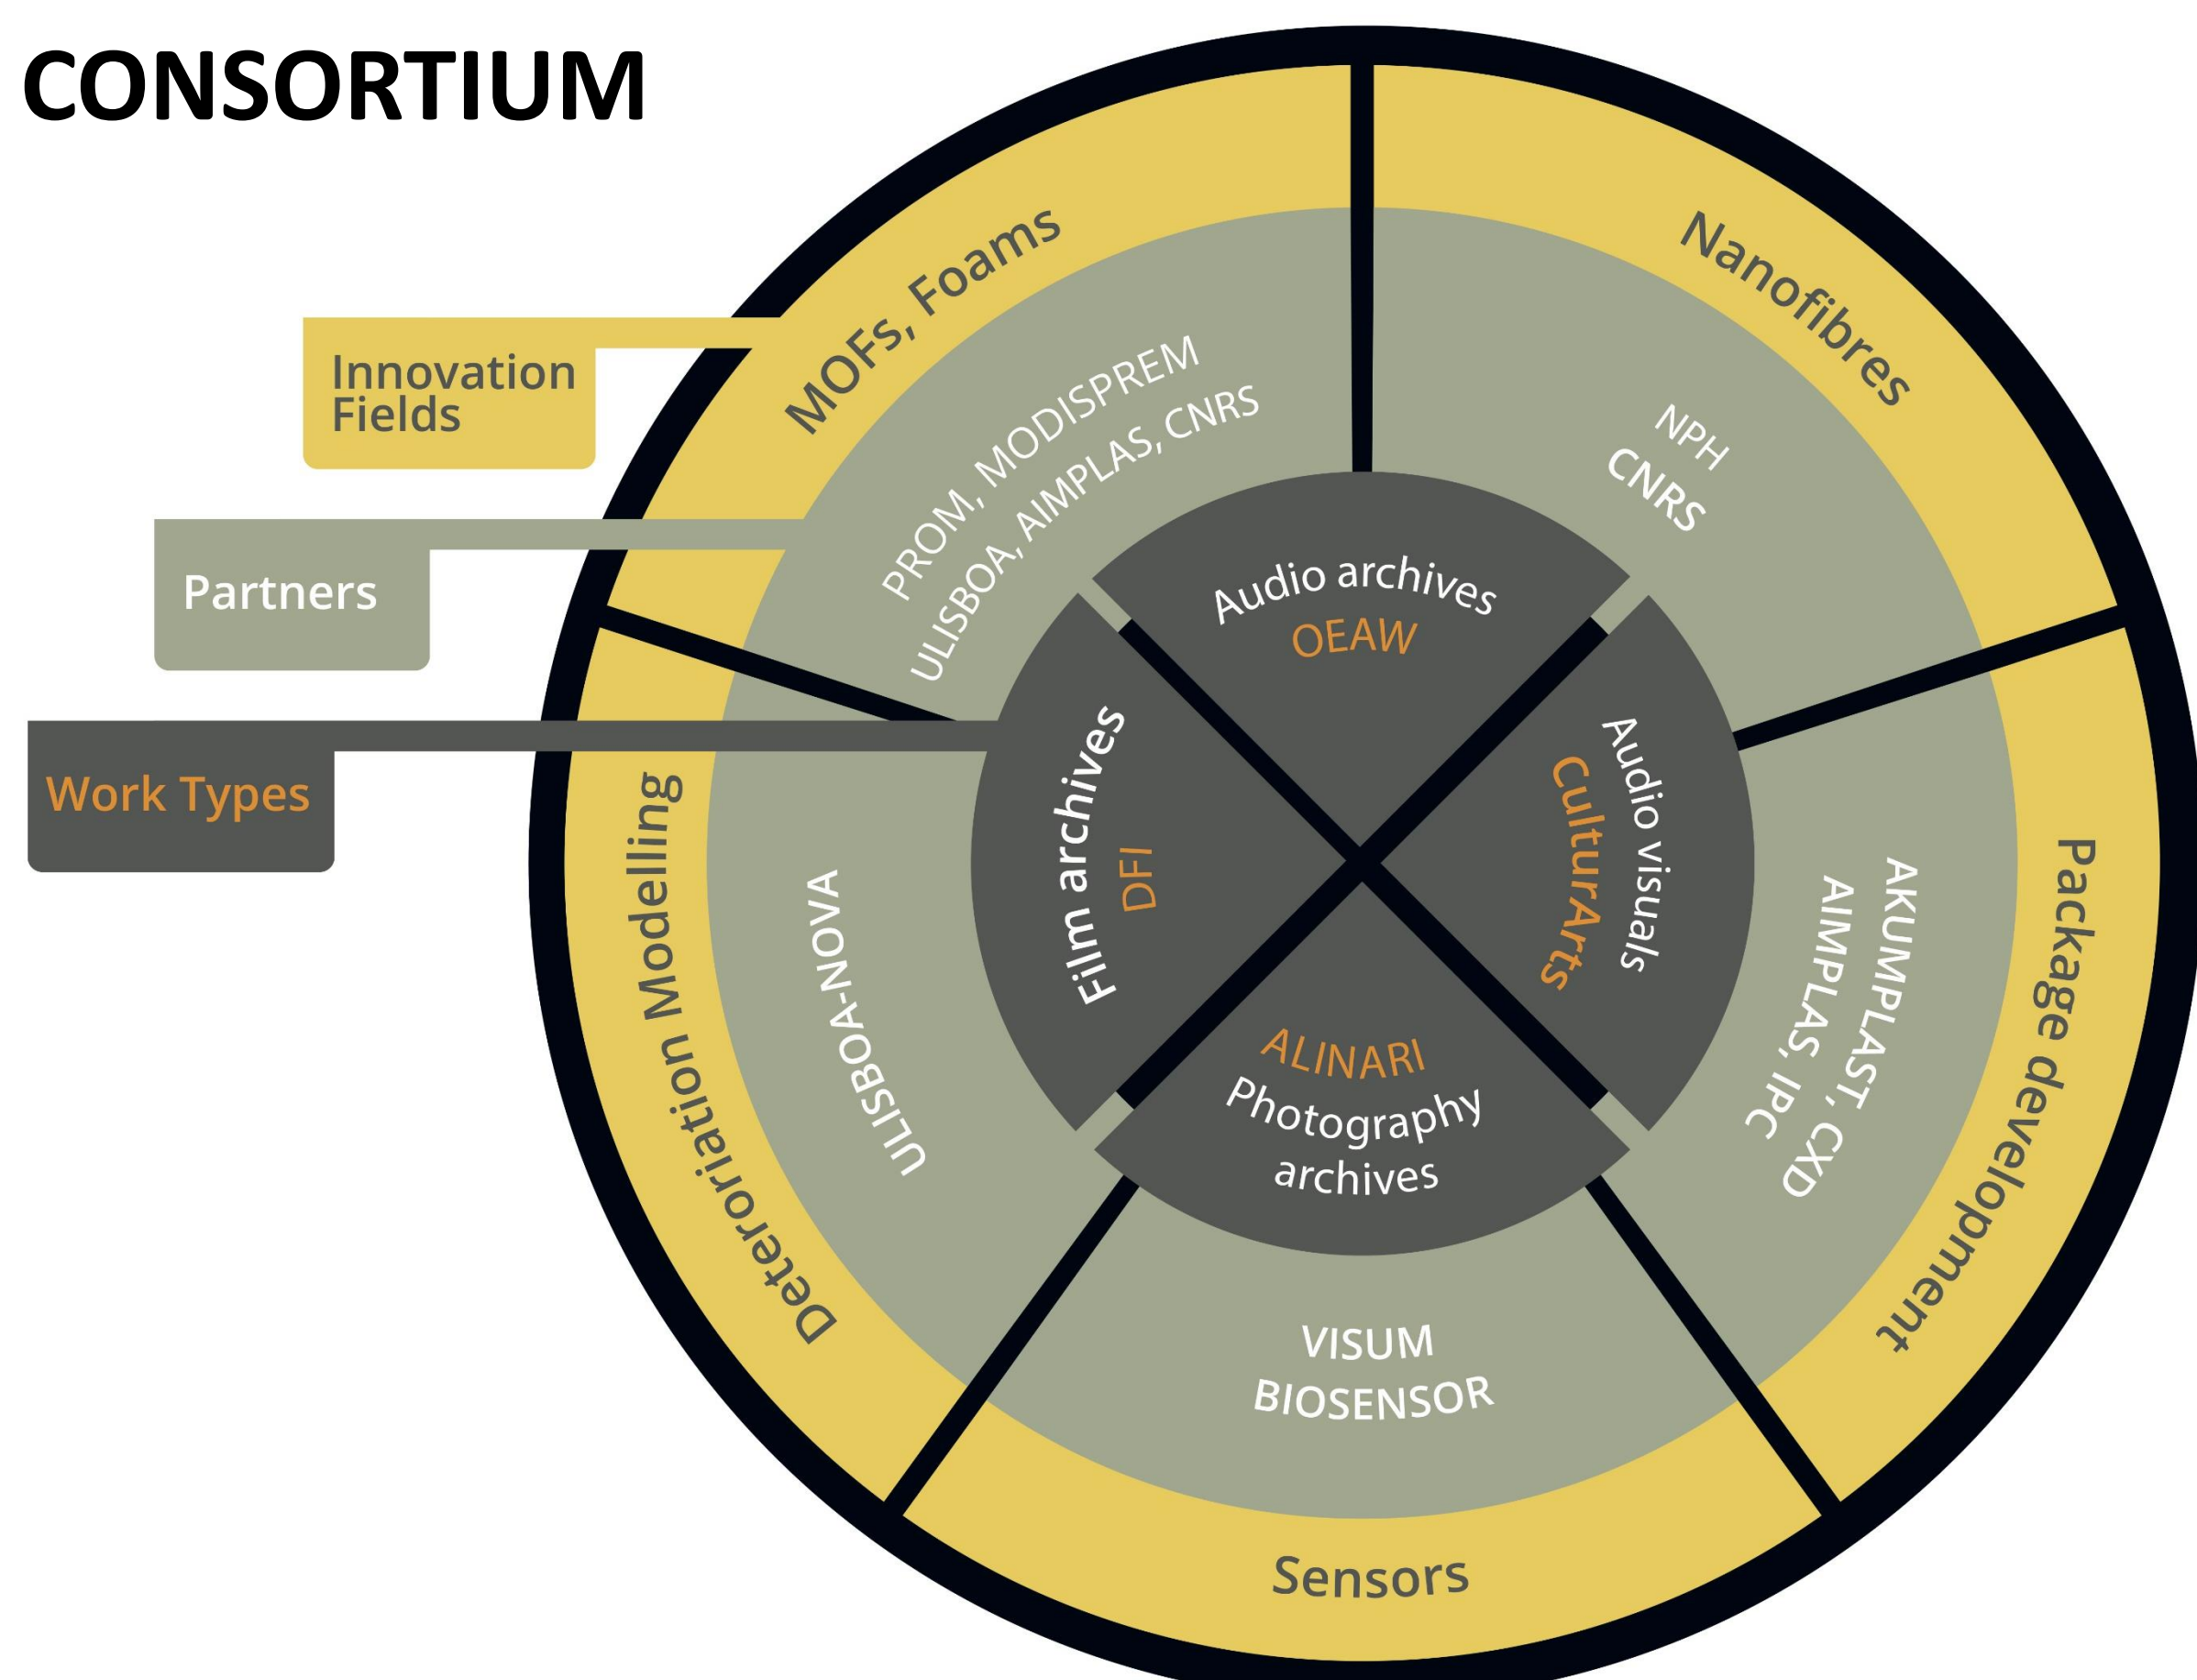 CONSORTIUM
Innovation
Fields
Partners
Work Types
MOFs, Foams
PROM, MODISPREM
ULISBOA, AIMPLAS, CNRS
Nanofibres
NPH
CNRS
Package development
AKUMPLAST, CXD
AIMPLAS, IPC
Sensors
VISUM
BIOSENSOR
Deterioration Modelling
ULISBOA-NOVA
Audio archives
OEAW
Audio visuals
CulturArts
ALINARI
Photography
archives
Film archives
DFI